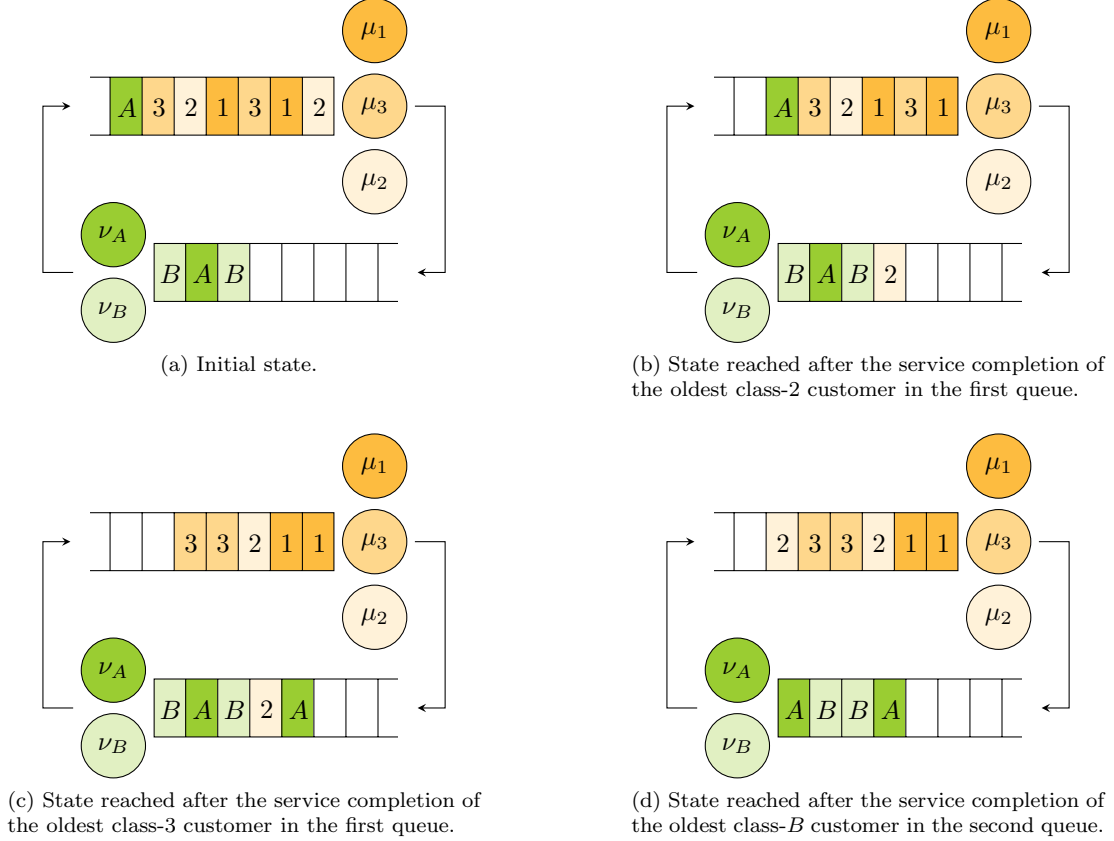 μ1
A 3 2 1 3 1 2
μ3
μ2
νA
B A B
νB
(a) Initial state.
μ1
A 3 2 1 3 1
μ3
μ2
νA
B A B 2
νB
(b) State reached after the service completion of
the oldest class-2 customer in the first queue.
μ1
3 3 2 1 1
μ3
μ2
νA
B A B 2 A
νB
(c) State reached after the service completion of
the oldest class-3 customer in the first queue.
μ1
2 3 3 2 1 1
μ3
μ2
νA
A B B A
νB
(d) State reached after the service completion of
the oldest class-B customer in the second queue.